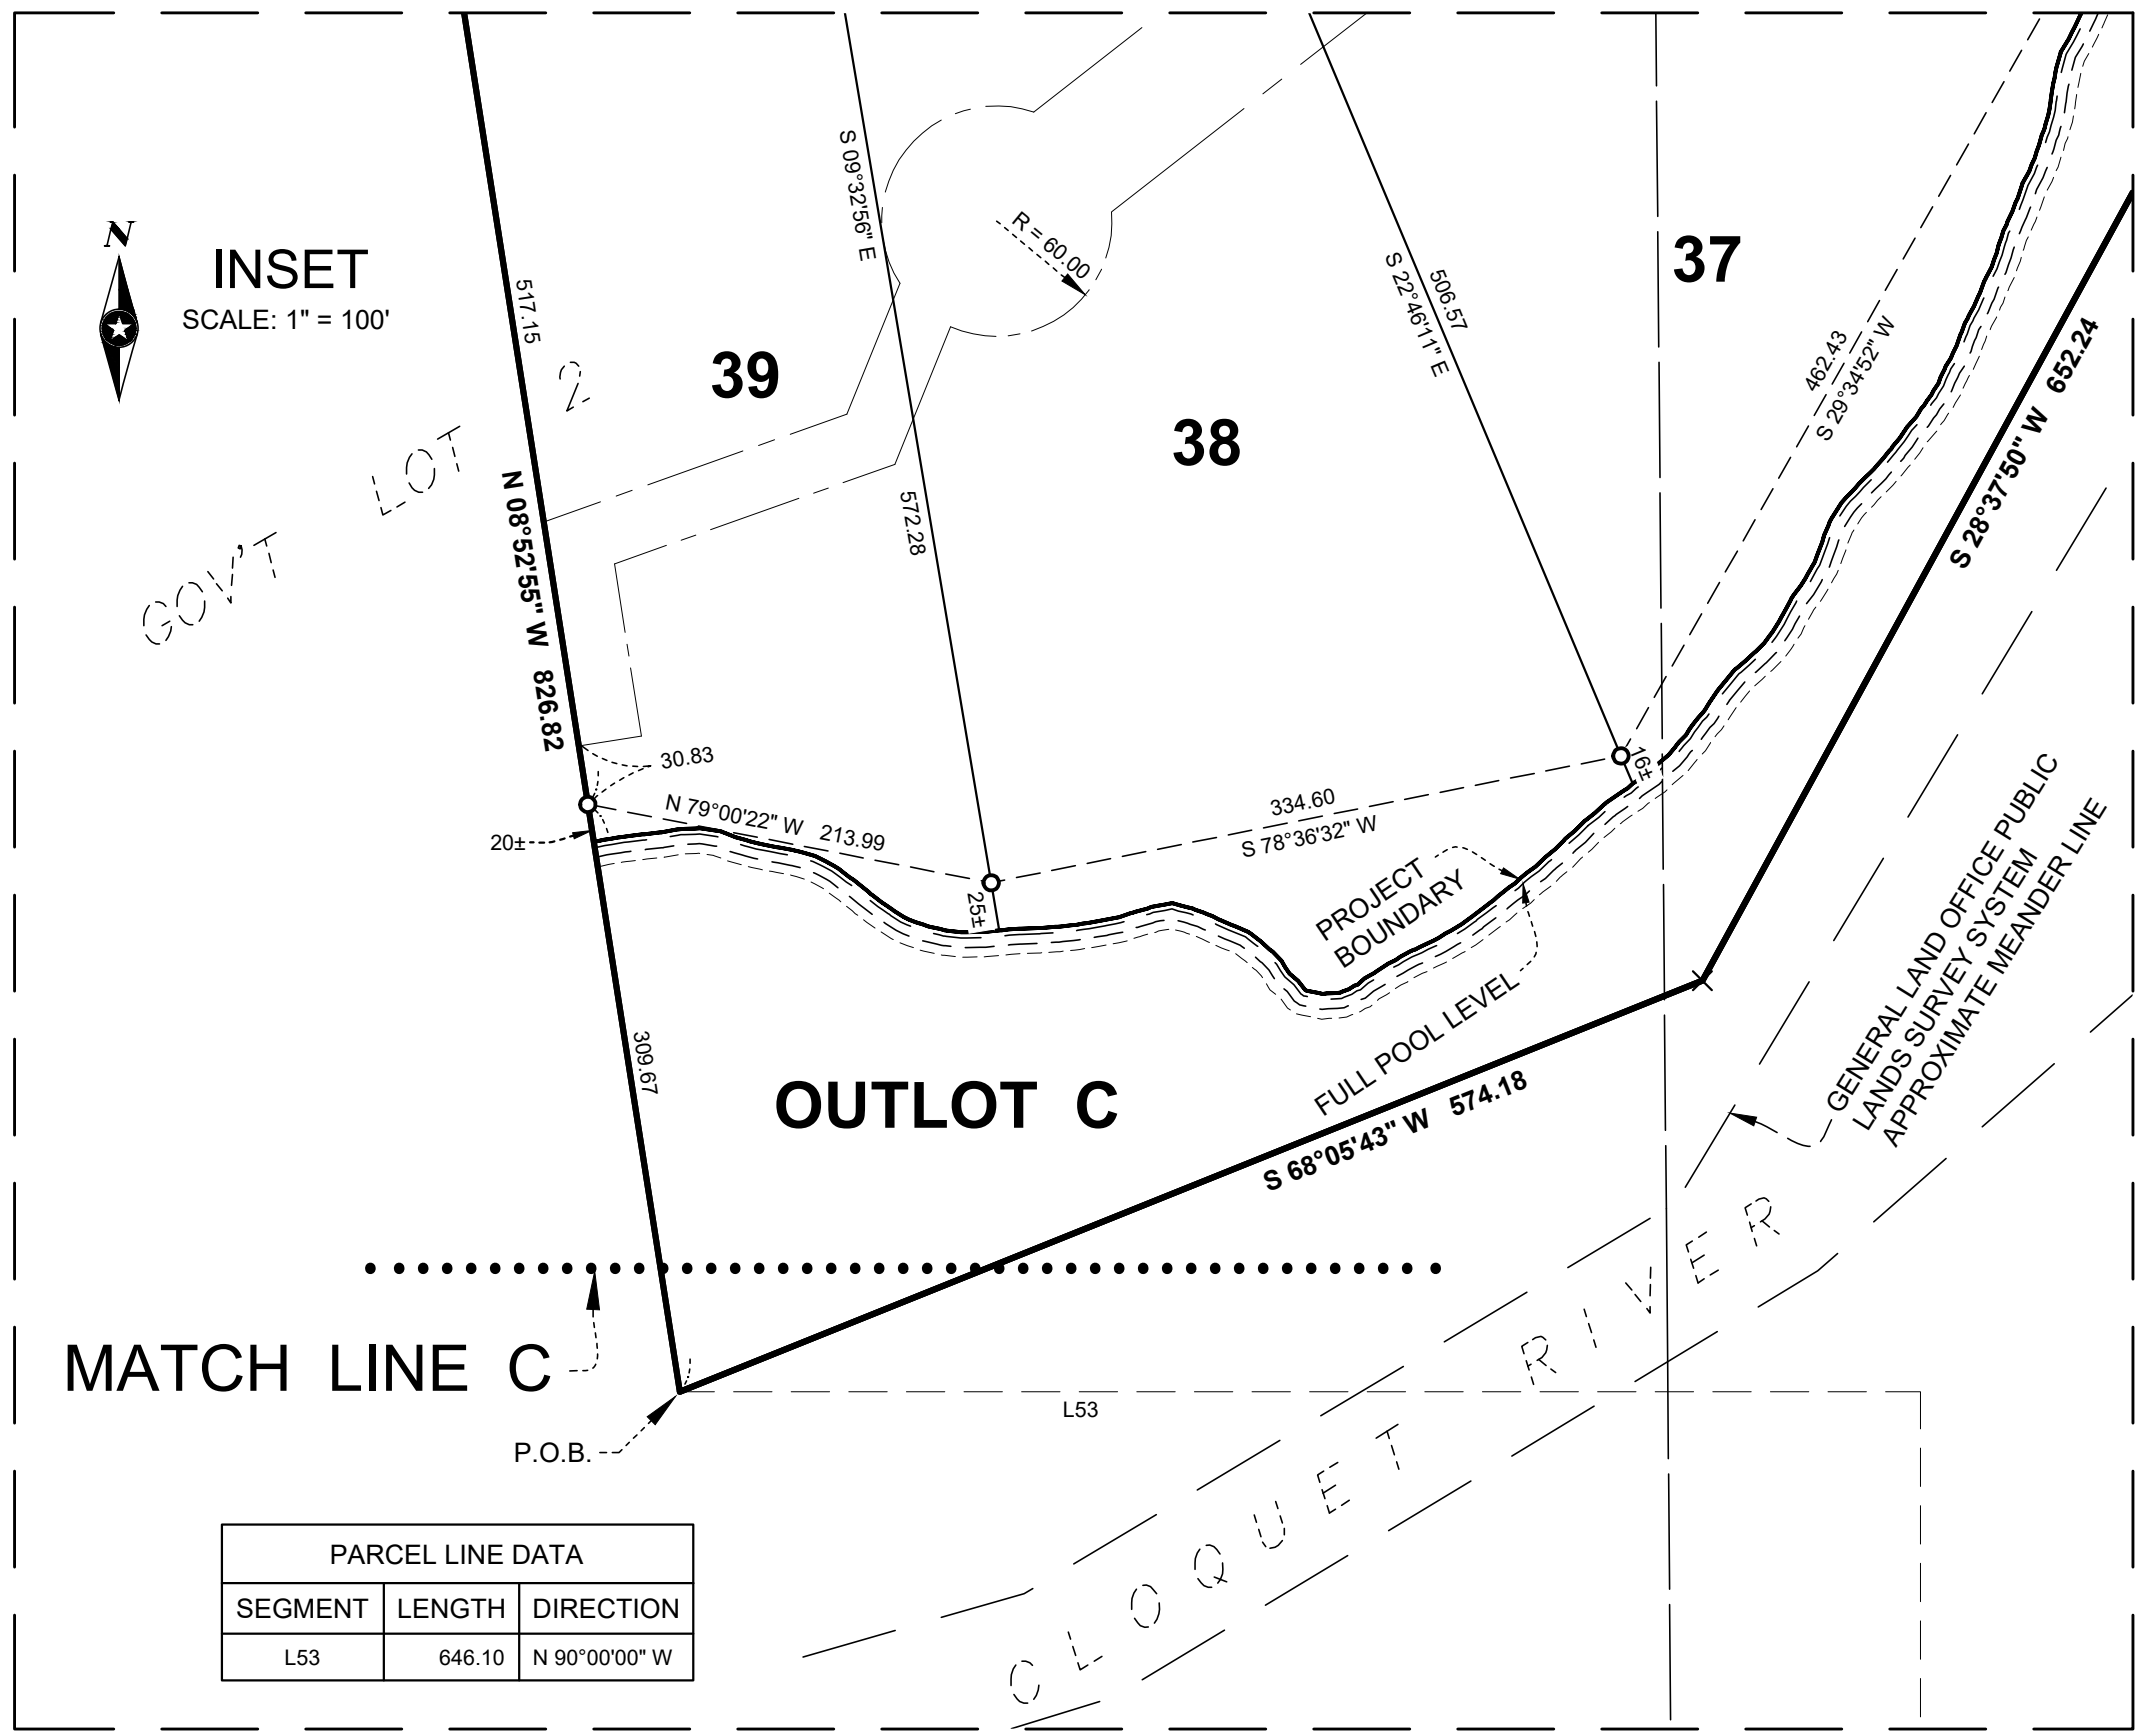 N
INSET
SCALE: 1" = 100'
517.15
S 09°32'56" E
R = 60.00
506.57
S 22°46'11" E
37
462.43
S 29°34'52" W
S 28°37'50" W 652.24
39
38
GOV'T LOT 2
N 08°52'55" W 826.82
572.28
30.83
N 79°00'22" W 213.99
20±
25±
334.60
S 78°36'32" W
16±
PROJECT
BOUNDARY
FULL POOL LEVEL
GENERAL LAND OFFICE PUBLIC
LANDS SURVEY SYSTEM
APPROXIMATE MEANDER LINE
309.67
OUTLOT C
S 68°05'43" W 574.18
MATCH LINE C
P.O.B.
L53
CLOQUET RIVER
PARCEL LINE DATA
SEGMENT LENGTH DIRECTION
L53 646.10 N 90°00'00" W